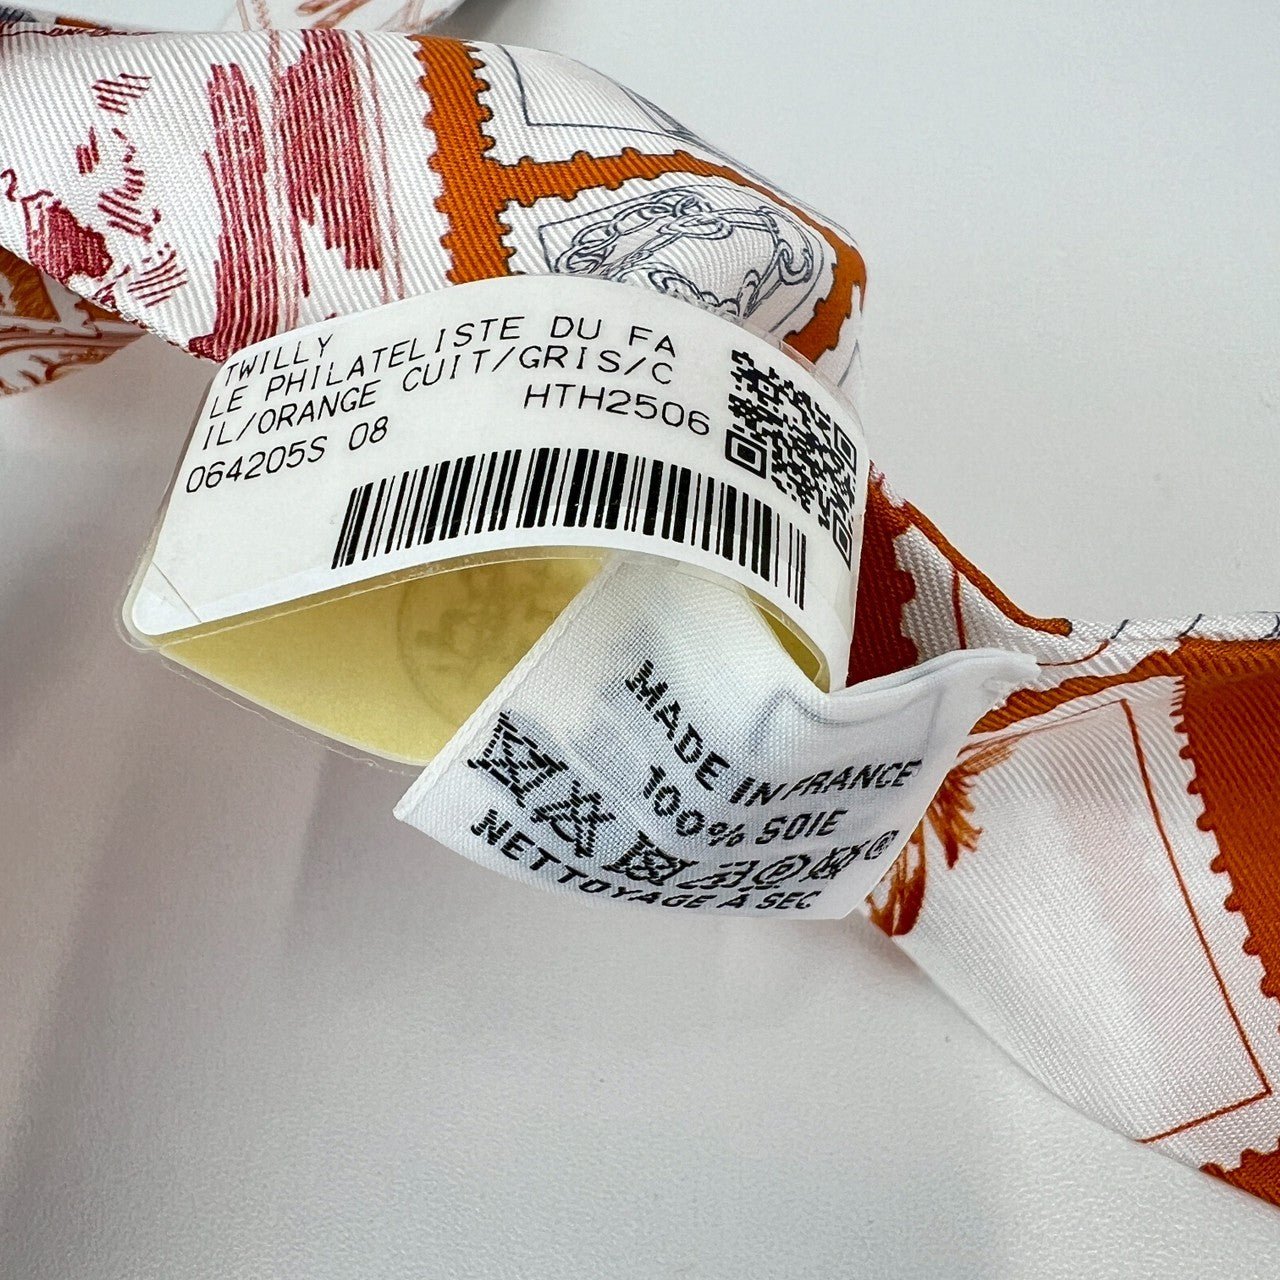 TWILLY
LE PHILATELISTE DU FA
IL/ORANGE CUIT/GRIS/C
HTH2506
064205S 08
MADE IN FRANCE
100% SOIE
NETTOYAGE À SEC